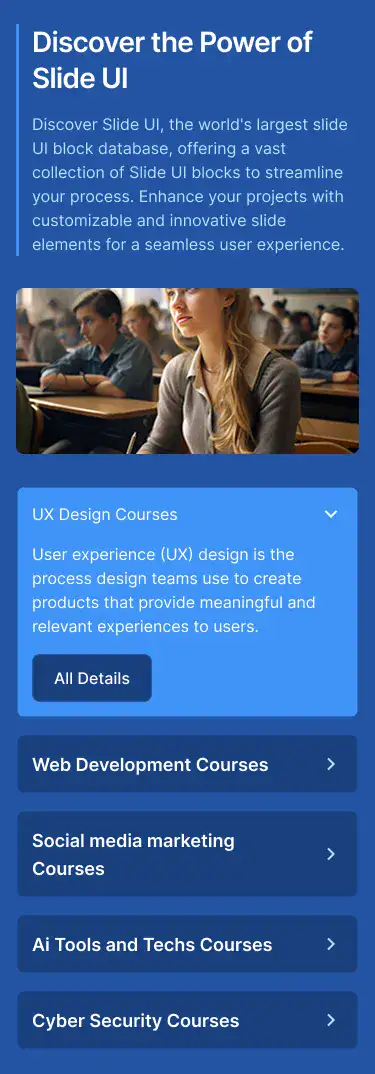 Discover the Power of
Slide UI
Discover Slide UI, the world's largest slide
UI block database, offering a vast
collection of Slide UI blocks to streamline
your process. Enhance your projects with
customizable and innovative slide
elements for a seamless user experience.
UX Design Courses
User experience (UX) design is the
process design teams use to create
products that provide meaningful and
relevant experiences to users.
All Details
Web Development Courses
Social media marketing
Courses
Ai Tools and Techs Courses
Cyber Security Courses